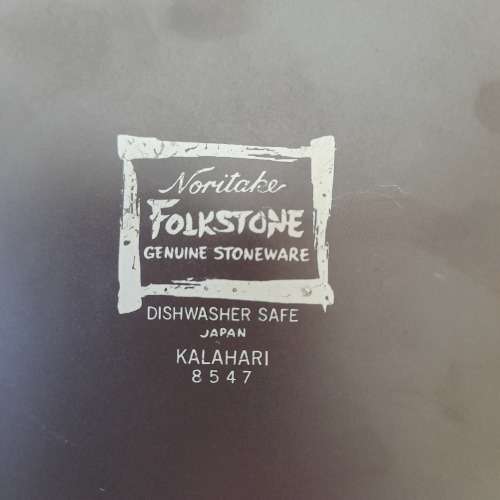 Noritake
FOLKSTONE
GENUINE STONEWARE
DISHWASHER SAFE
JAPAN
KALAHARI
8547